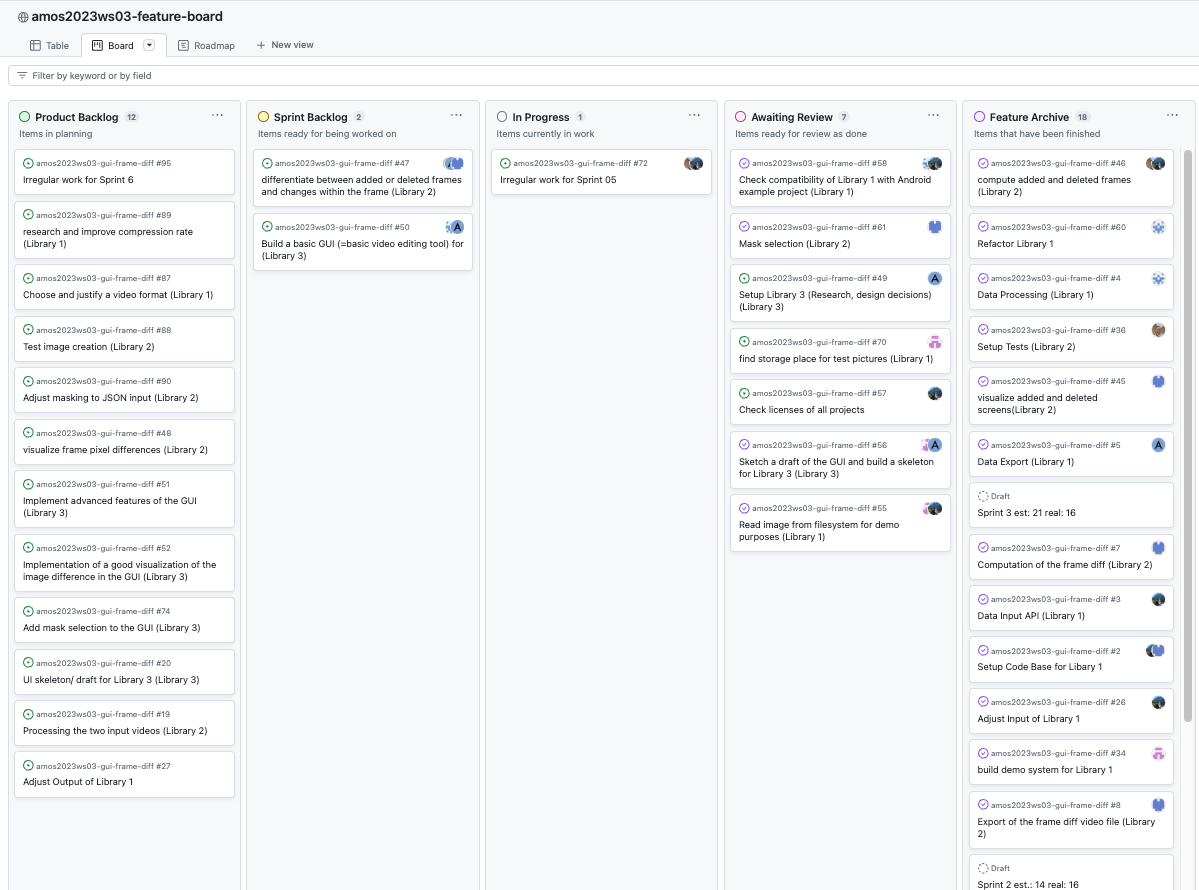 amos2023ws03-feature-board
Table
Board
Roadmap
New view
Filter by keyword or by field
Product Backlog 12
Items in planning
amos2023ws03-gui-frame-diff #95
Irregular work for Sprint 6
amos2023ws03-gui-frame-diff #89
research and improve compression rate
(Library 1)
amos2023ws03-gui-frame-diff #87
Choose and justify a video format (Library 1)
amos2023ws03-gui-frame-diff #88
Test image creation (Library 2)
amos2023ws03-gui-frame-diff #90
Adjust masking to JSON input (Library 2)
amos2023ws03-gui-frame-diff #48
visualize frame pixel differences (Library 2)
amos2023ws03-gui-frame-diff #51
Implement advanced features of the GUI
(Library 3)
amos2023ws03-gui-frame-diff #52
Implementation of a good visualization of the
image difference in the GUI (Library 3)
amos2023ws03-gui-frame-diff #74
Add mask selection to the GUI (Library 3)
amos2023ws03-gui-frame-diff #20
UI skeleton/ draft for Library 3 (Library 3)
amos2023ws03-gui-frame-diff #19
Processing the two input videos (Library 2)
amos2023ws03-gui-frame-diff #27
Adjust Output of Library 1
Sprint Backlog 2
Items ready for being worked on
amos2023ws03-gui-frame-diff #47
differentiate between added or deleted frames
and changes within the frame (Library 2)
amos2023ws03-gui-frame-diff #50
A
Build a basic GUI (=basic video editing tool) for
(Library 3)
In Progress 1
Items currently in work
amos2023ws03-gui-frame-diff #72
Irregular work for Sprint 05
Awaiting Review 7
Items ready for review as done
amos2023ws03-gui-frame-diff #58
Check compatibility of Library 1 with Android
example project (Library 1)
amos2023ws03-gui-frame-diff #61
Mask selection (Library 2)
amos2023ws03-gui-frame-diff #49
A
Setup Library 3 (Research, design decisions)
(Library 3)
amos2023ws03-gui-frame-diff #70
find storage place for test pictures (Library 1)
amos2023ws03-gui-frame-diff #57
Check licenses of all projects
amos2023ws03-gui-frame-diff #56
A
Sketch a draft of the GUI and build a skeleton
for Library 3 (Library 3)
amos2023ws03-gui-frame-diff #55
Read image from filesystem for demo
purposes (Library 1)
Feature Archive 18
Items that have been finished
amos2023ws03-gui-frame-diff #46
compute added and deleted frames
(Library 2)
amos2023ws03-gui-frame-diff #60
Refactor Library 1
amos2023ws03-gui-frame-diff #4
Data Processing (Library 1)
amos2023ws03-gui-frame-diff #36
Setup Tests (Library 2)
amos2023ws03-gui-frame-diff #45
visualize added and deleted
screens(Library 2)
amos2023ws03-gui-frame-diff #5
A
Data Export (Library 1)
Draft
Sprint 3 est: 21 real: 16
amos2023ws03-gui-frame-diff #7
Computation of the frame diff (Library 2)
amos2023ws03-gui-frame-diff #3
Data Input API (Library 1)
amos2023ws03-gui-frame-diff #2
Setup Code Base for Libary 1
amos2023ws03-gui-frame-diff #26
Adjust Input of Library 1
amos2023ws03-gui-frame-diff #34
build demo system for Library 1
amos2023ws03-gui-frame-diff #8
Export of the frame diff video file (Library
2)
Draft
Sprint 2 est.: 14 real: 16